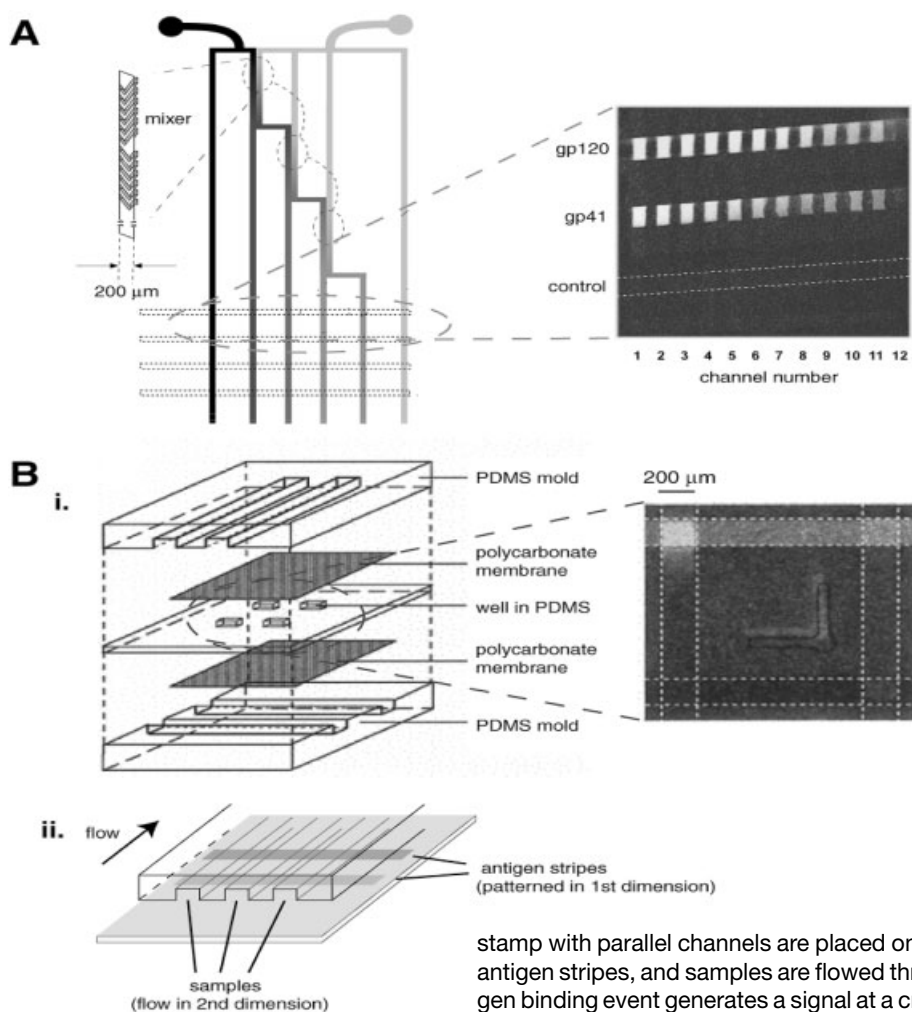 A
mixer
200 μm
gp120
gp41
control
1 2 3 4 5 6 7 8 9 10 11 12
channel number
B
i.
PDMS mold
polycarbonate
membrane
well in PDMS
polycarbonate
membrane
PDMS mold
200 μm
ii.
flow
antigen stripes
(patterned in 1st dimension)
samples
(flow in 2nd dimension)
stamp with parallel channels are placed
antigen stripes, and samples are flowed
gen binding event generates a signal at a